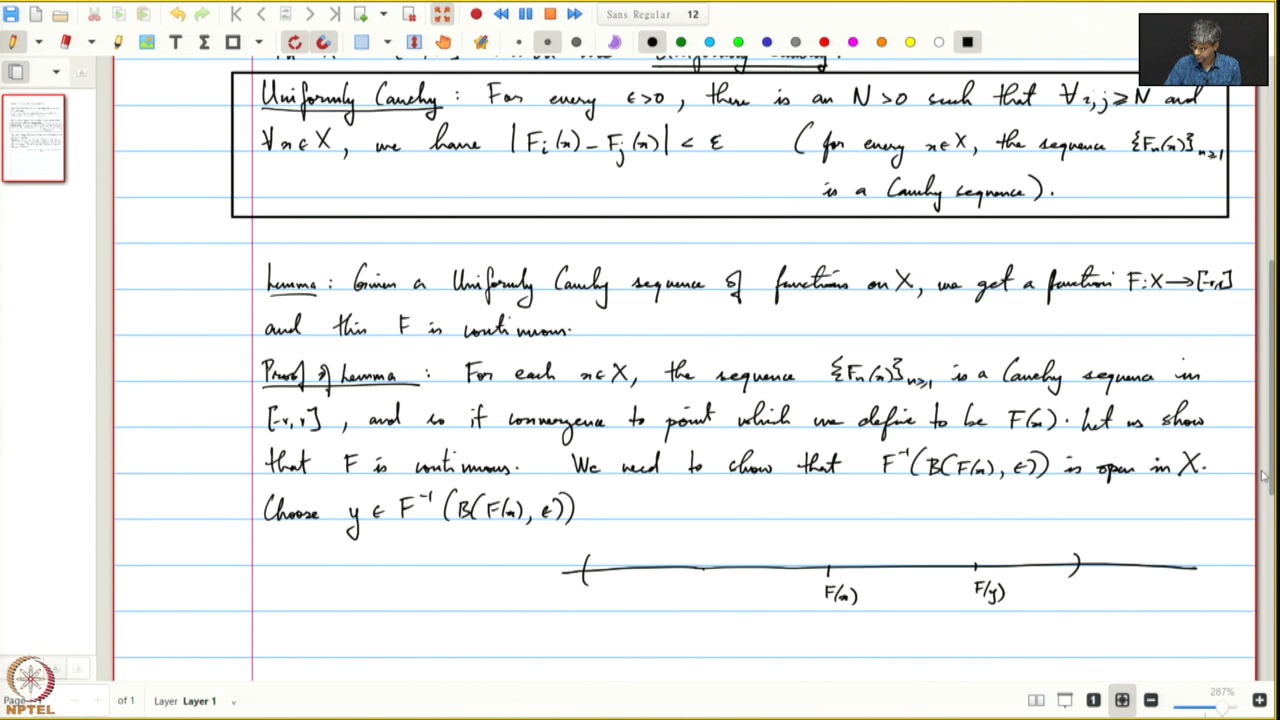 Sans Regular 12
Uniformly Cauchy : For every ϵ>0 , there is an N>0 such that ∀i,j ⩾ N and
∀x∈X , we have |Fi(x) − Fj(x)| < ε ( for every x∈X, the sequence {Fn(x)}n≥1
is a Cauchy sequence ).
Lemma : Given a Uniformly Cauchy sequence of functions on X, we get a function F: X → [-r,r]
and this F is continuous.
Proof of Lemma : For each x∈X, the sequence {Fn(x)}n≥1 is a Cauchy sequence in
[-r, r] , and so it convergence to point which we define to be F(x). Let us show
that F is continuous. We need to show that F⁻¹(B(F(x), ϵ)) is open in X.
Choose y ∈ F⁻¹(B(F(x), ϵ))
( )
F(x) F(y)
of 1 Layer Layer 1 287%
NPTEL